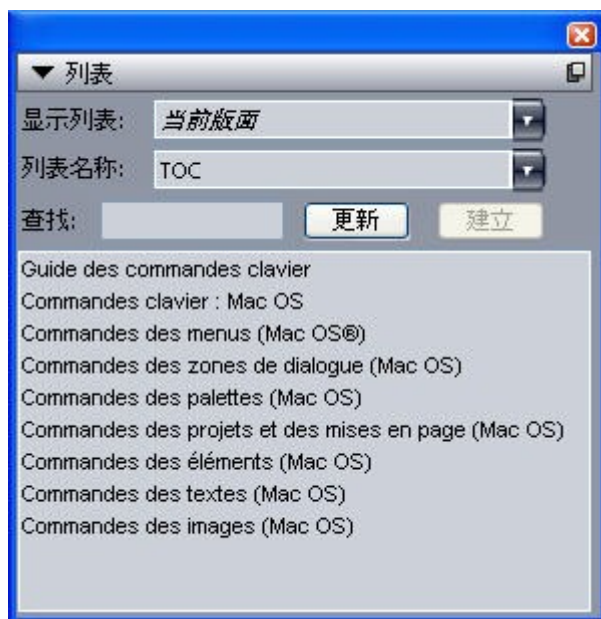 列表
显示列表: 当前版面
列表名称: TOC
查找: 更新 建立
Guide des commandes clavier
Commandes clavier : Mac OS
Commandes des menus (Mac OS®)
Commandes des zones de dialogue (Mac OS)
Commandes des palettes (Mac OS)
Commandes des projets et des mises en page (Mac OS)
Commandes des éléments (Mac OS)
Commandes des textes (Mac OS)
Commandes des images (Mac OS)